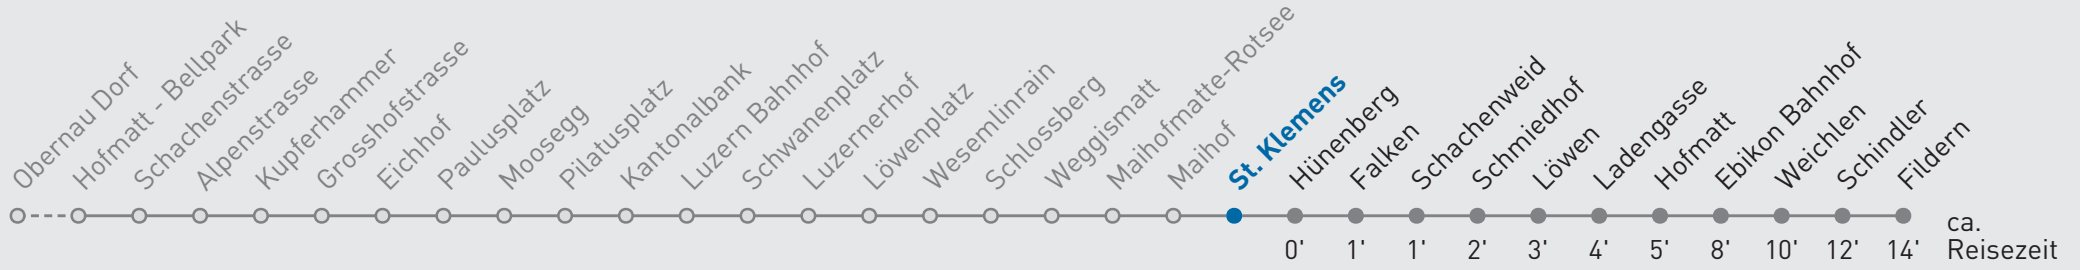 Obernau Dorf
Hofmatt - Bellpark
Schachenstrasse
Alpenstrasse
Kupferhammer
Grosshofstrasse
Eichhof
Paulusplatz
Moosegg
Pilatusplatz
Kantonalbank
Luzern Bahnhof
Schwanenplatz
Luzernerhof
Löwenplatz
Wesemlinrain
Schlossberg
Weggismatt
Maihofmatte-Rotsee
Maihof
St. Klemens
Hünenberg
Falken
Schachenweid
Schmiedhof
Löwen
Ladengasse
Hofmatt
Ebikon Bahnhof
Weichlen
Schindler
Fildern
0' 1' 1' 2' 3' 4' 5' 8' 10' 12' 14'
ca.
Reisezeit